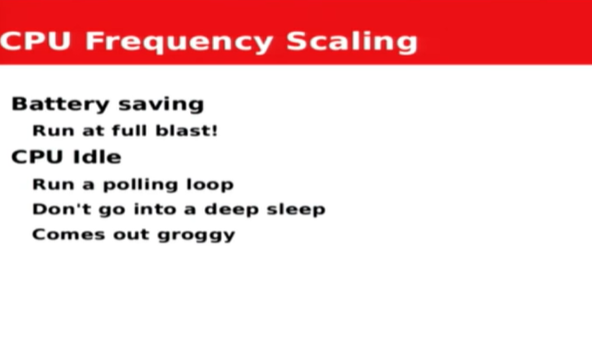 CPU Frequency Scaling
Battery saving
Run at full blast!
CPU Idle
Run a polling loop
Don't go into a deep sleep
Comes out groggy